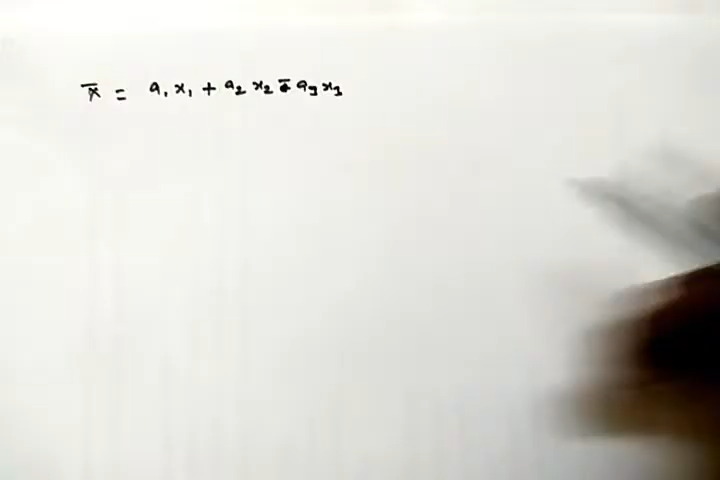 x̄ = a₁x₁ + a₂x₂ - a₃x₃